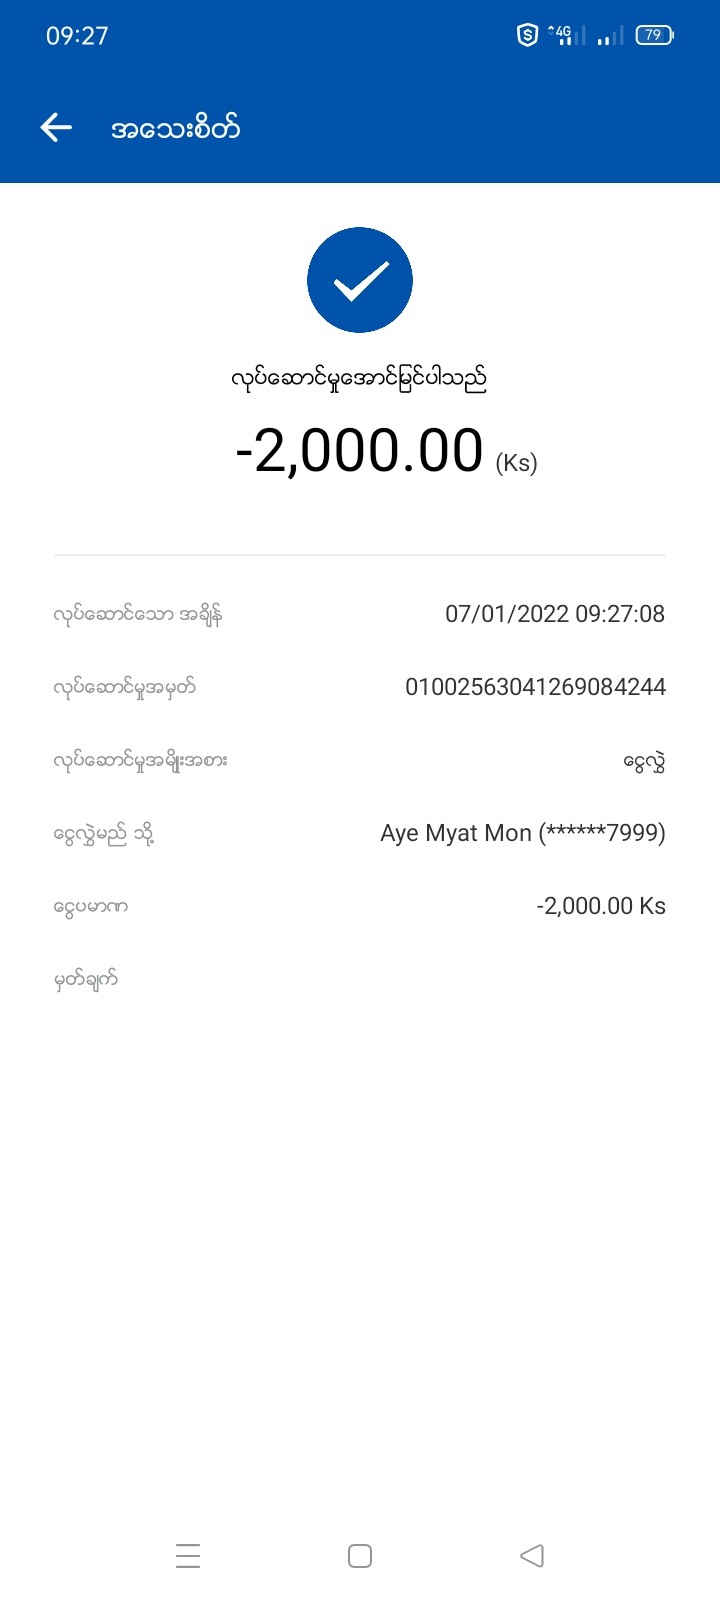 09:27
4G
79
အသေးစိတ်
လုပ်ဆောင်မှုအောင်မြင်ပါသည်
-2,000.00 (Ks)
လုပ်ဆောင်သော အချိန် 07/01/2022 09:27:08
လုပ်ဆောင်မှုအမှတ် 01002563041269084244
လုပ်ဆောင်မှုအမျိုးအစား ငွေလွှဲ
ငွေလွှဲမည် သို့ Aye Myat Mon (******7999)
ငွေပမာဏ -2,000.00 Ks
မှတ်ချက်